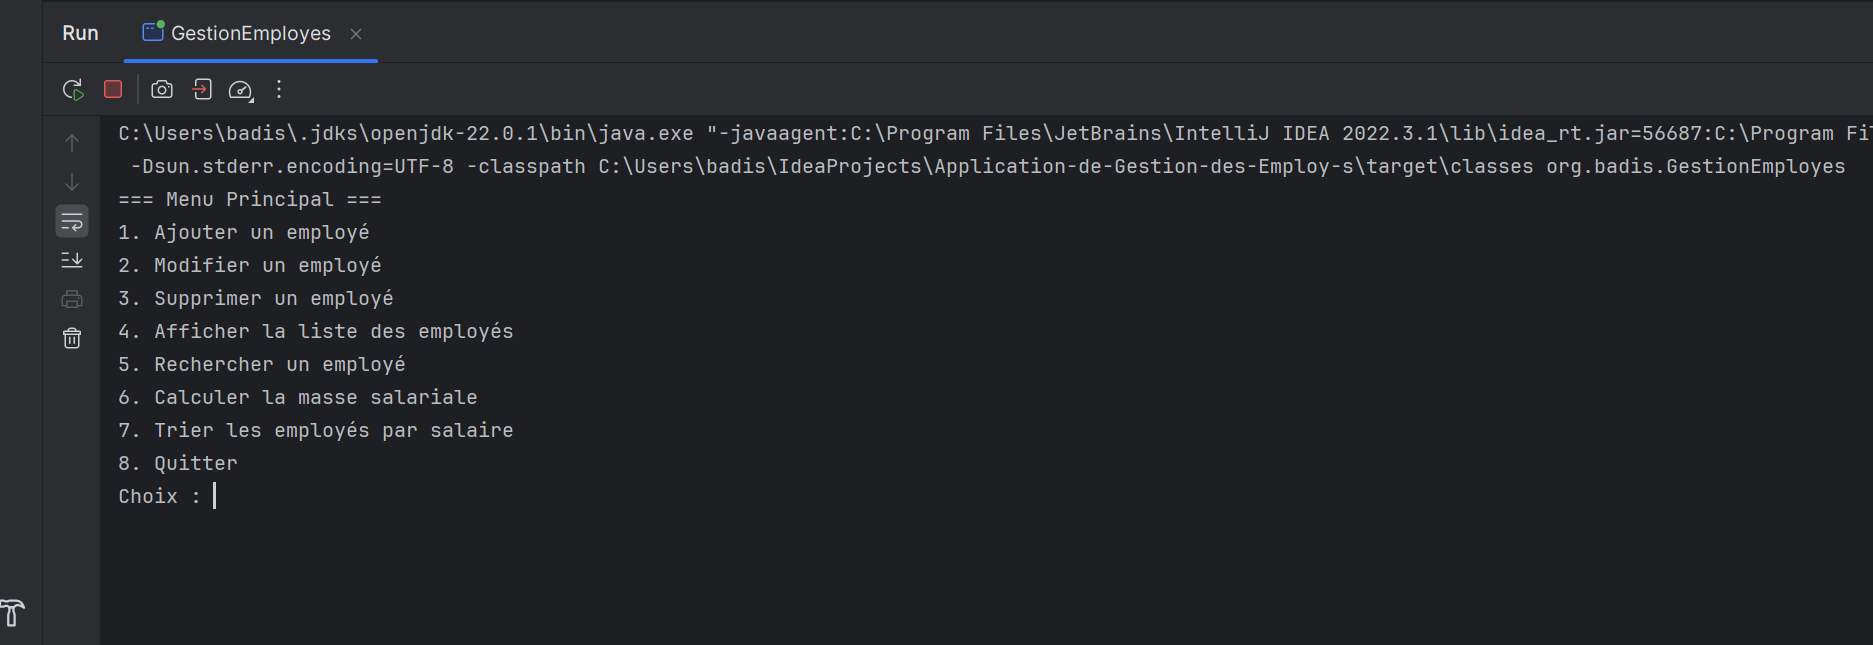 Run GestionEmployes
C:\Users\badis\.jdks\openjdk-22.0.1\bin\java.exe "-javaagent:C:\Program Files\JetBrains\IntelliJ IDEA 2022.3.1\lib\idea_rt.jar=56687:C:\Program
-Dsun.stderr.encoding=UTF-8 -classpath C:\Users\badis\IdeaProjects\Application-de-Gestion-des-Employ-s\target\classes org.badis.GestionEmployes
=== Menu Principal ===
1. Ajouter un employé
2. Modifier un employé
3. Supprimer un employé
4. Afficher la liste des employés
5. Rechercher un employé
6. Calculer la masse salariale
7. Trier les employés par salaire
8. Quitter
Choix :